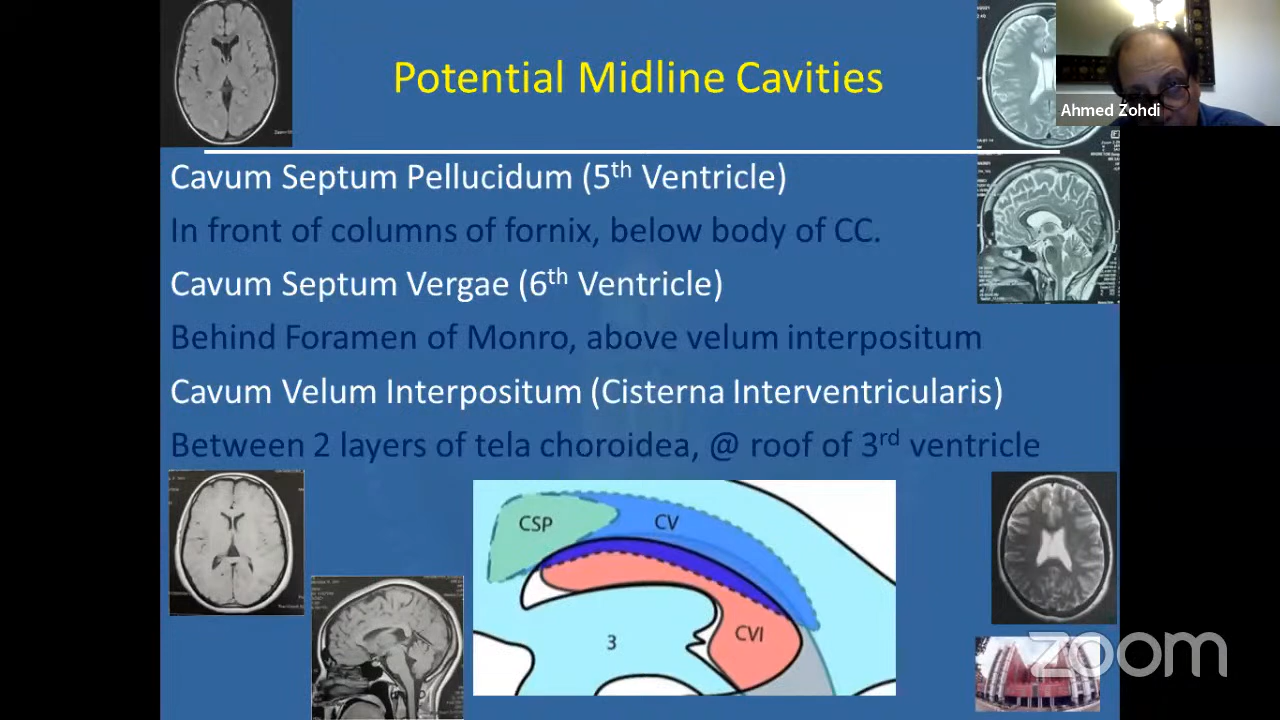 Potential Midline Cavities
Ahmed Zohdi
Cavum Septum Pellucidum (5th Ventricle)
In front of columns of fornix, below body of CC.
Cavum Septum Vergae (6th Ventricle)
Behind Foramen of Monro, above velum interpositum
Cavum Velum Interpositum (Cisterna Interventricularis)
Between 2 layers of tela choroidea, @ roof of 3rd ventricle
CSP
CV
3
CVI
zoom